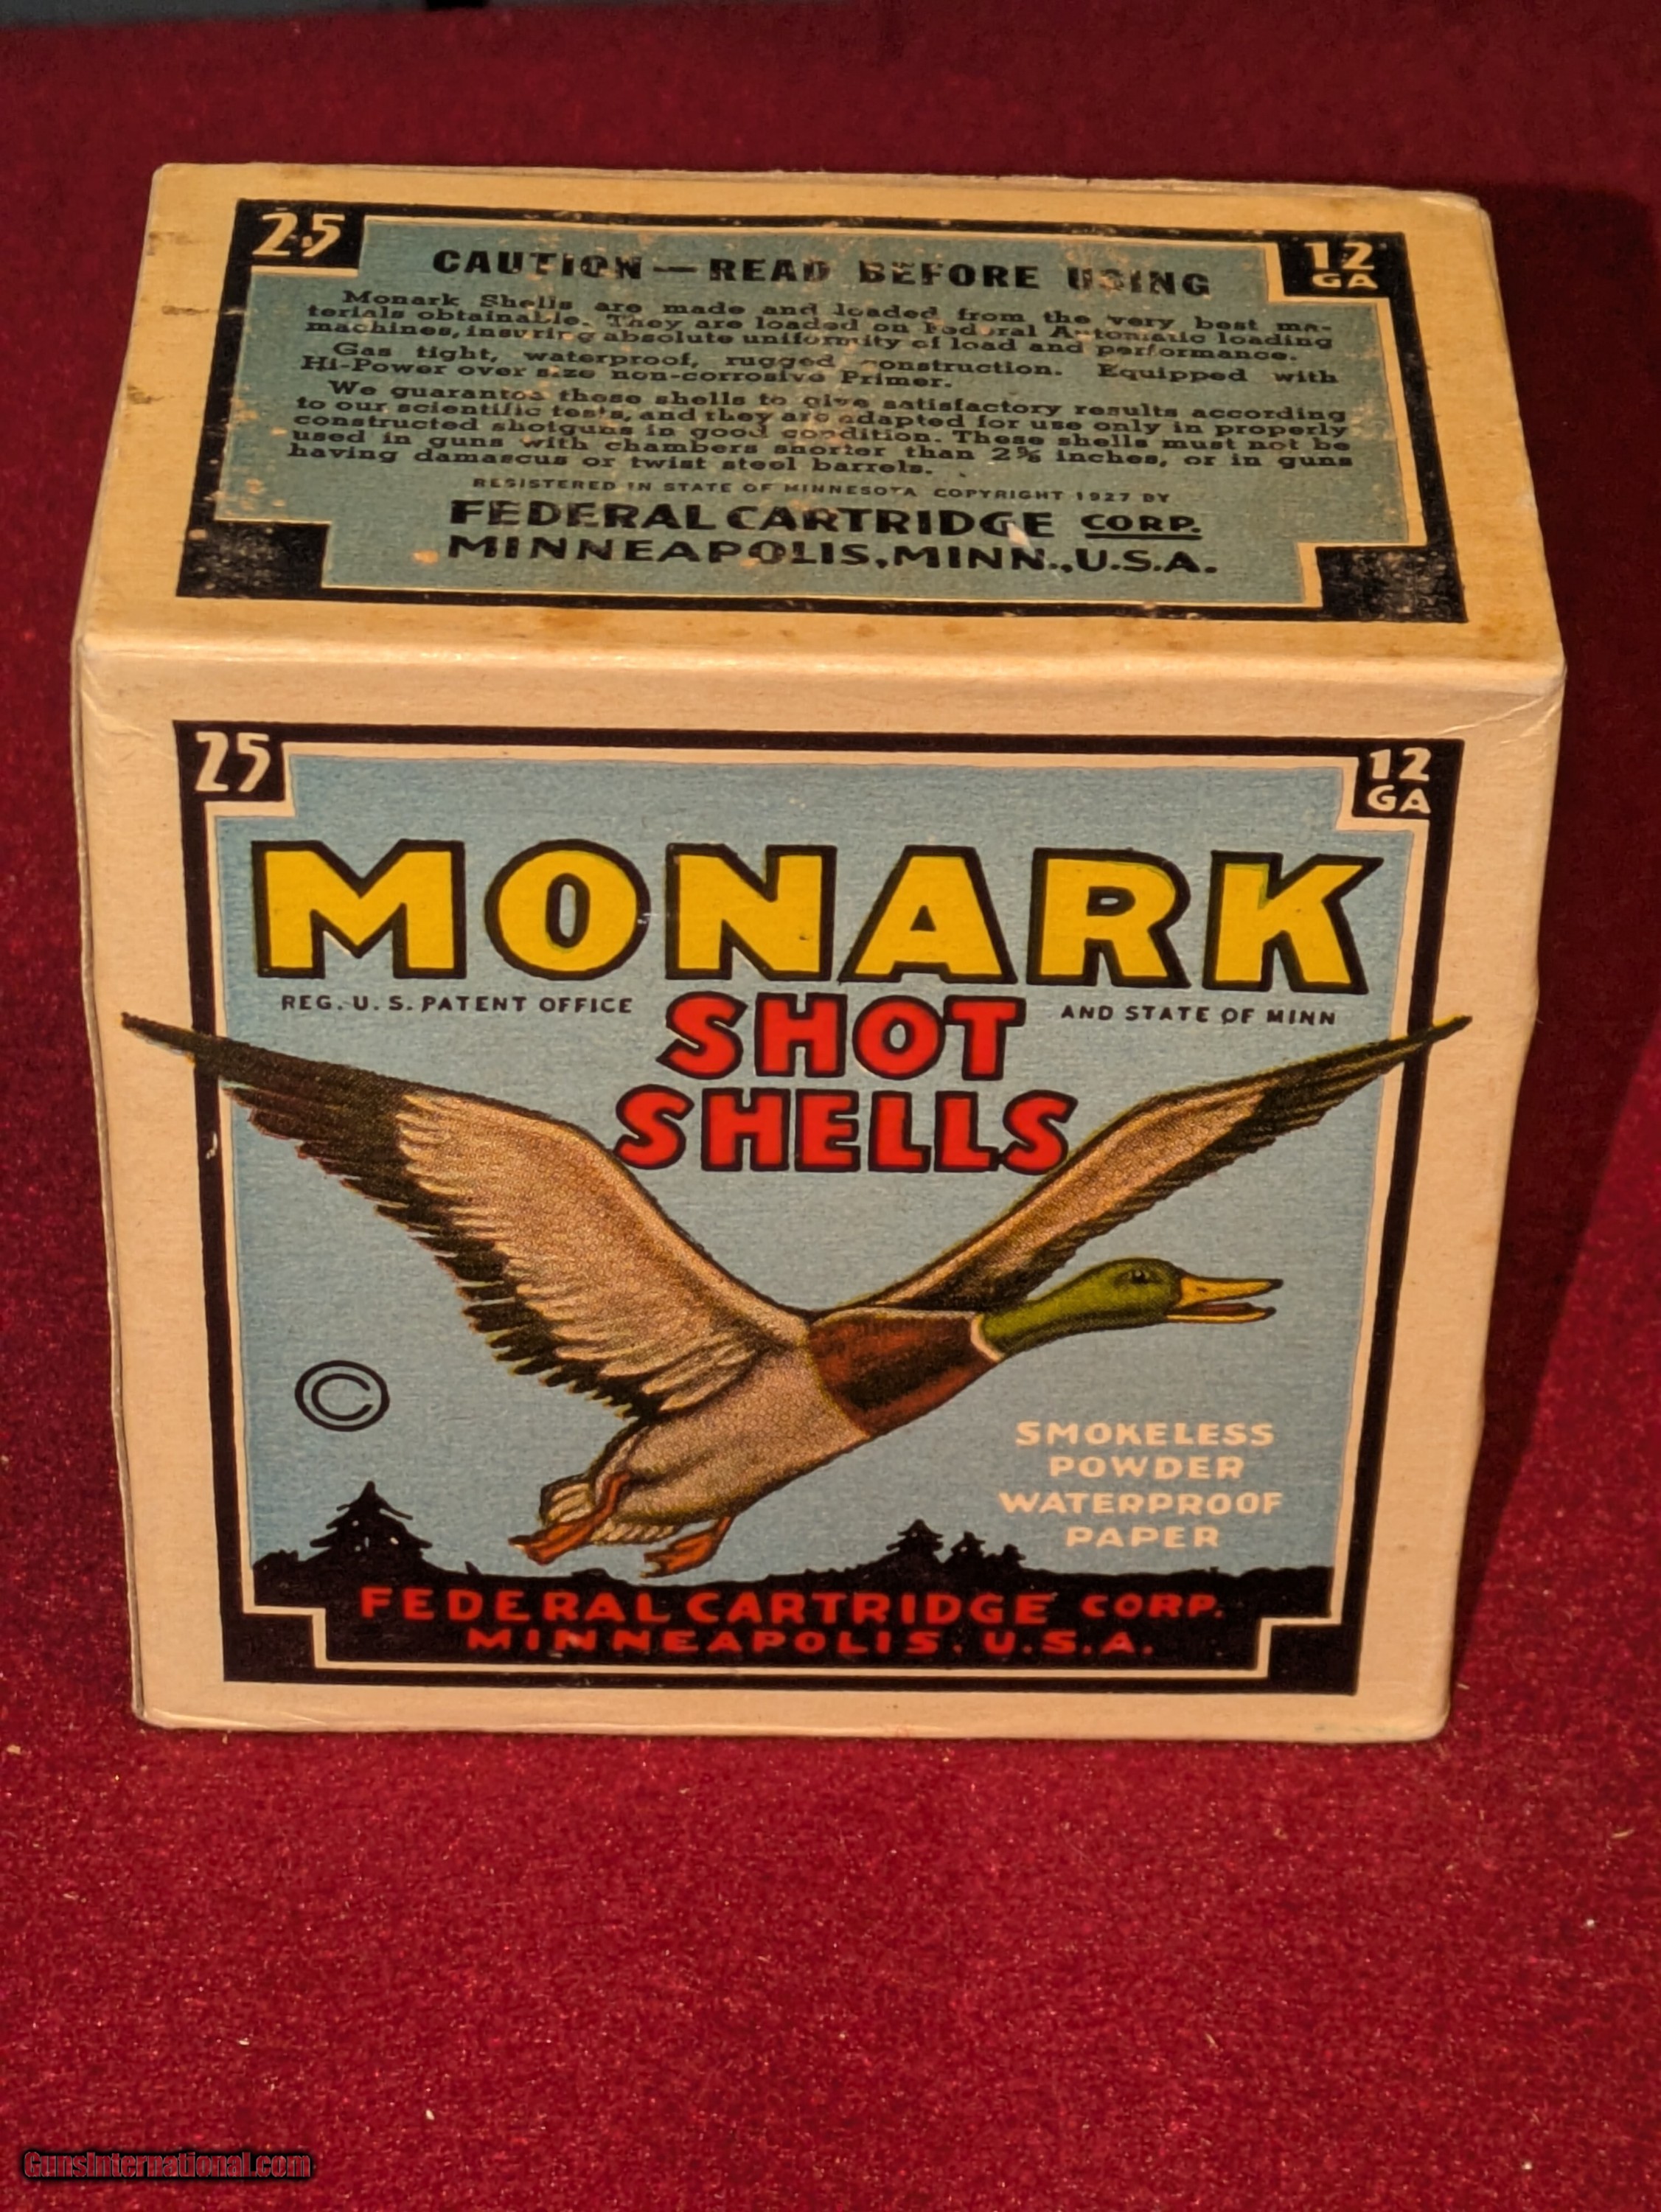 25
12
GA
CAUTION — READ BEFORE USING
Monark Shells are made and loaded from the very best ma-
terials obtainable. They are loaded on Federal Automatic loading
machines, insuring absolute uniformity of load and performance.
Gas tight, waterproof, rugged construction. Equipped with
Hi-Power over size non-corrosive Primer.
We guarantee these shells to give satisfactory results according
to our scientific tests, and they are adapted for use only in properly
constructed shotguns in good condition. These shells must not be
used in guns with chambers shorter than 2⅝ inches, or in guns
having damascus or twist steel barrels.
REGISTERED IN STATE OF MINNESOTA COPYRIGHT 1927 BY
FEDERAL CARTRIDGE CORP.
MINNEAPOLIS, MINN., U.S.A.
25
12
GA
MONARK
REG. U. S. PATENT OFFICE
AND STATE OF MINN
SHOT
SHELLS
©
SMOKELESS
POWDER
WATERPROOF
PAPER
FEDERAL CARTRIDGE CORP.
MINNEAPOLIS. U.S.A.
GunsInternational.com